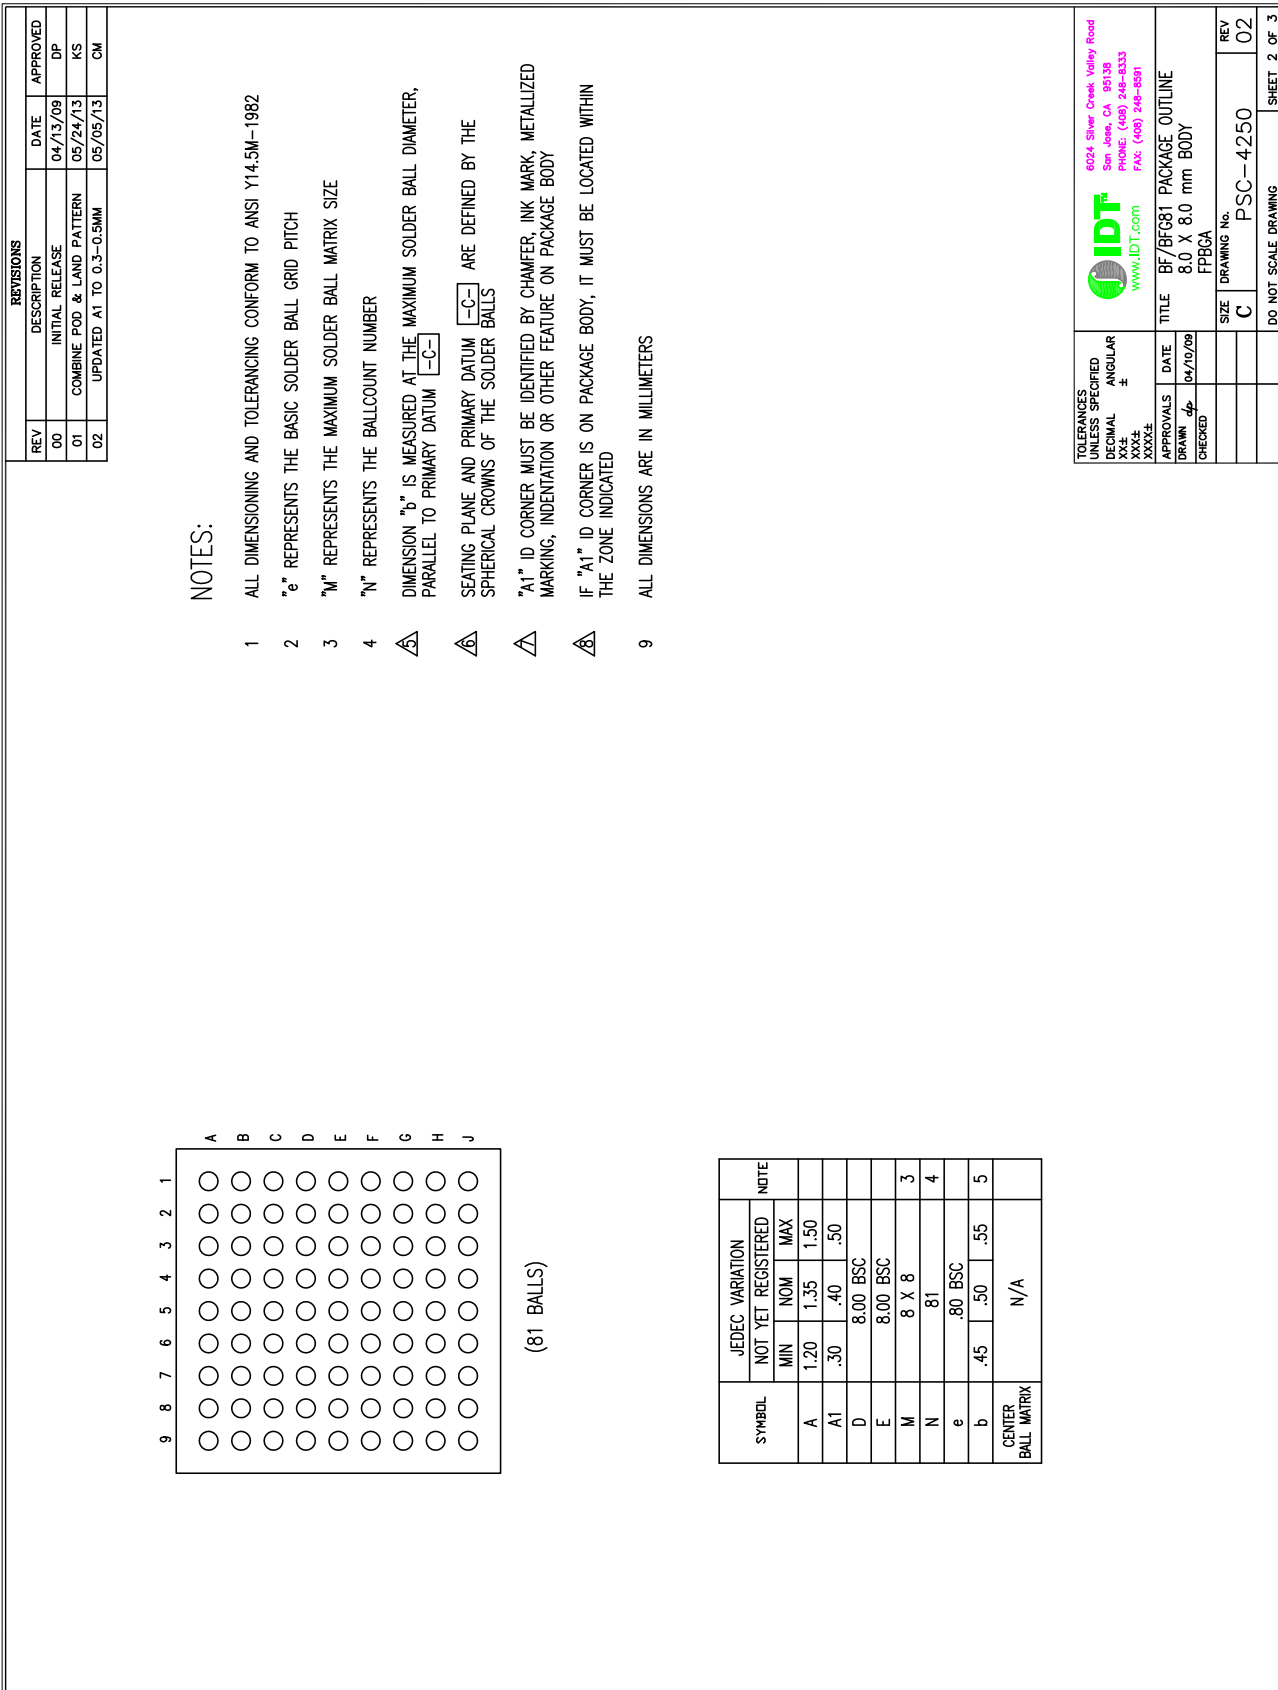 REVISIONS
REV DESCRIPTION DATE APPROVED
00 INITIAL RELEASE 04/13/09 DP
01 COMBINE POD & LAND PATTERN 05/24/13 KS
02 UPDATED A1 TO 0.3-0.5MM 05/05/13 CM
NOTES:
1 ALL DIMENSIONING AND TOLERANCING CONFORM TO ANSI Y14.5M-1982
2 "e" REPRESENTS THE BASIC SOLDER BALL GRID PITCH
3 "M" REPRESENTS THE MAXIMUM SOLDER BALL MATRIX SIZE
4 "N" REPRESENTS THE BALLCOUNT NUMBER
5 DIMENSION "b" IS MEASURED AT THE MAXIMUM SOLDER BALL DIAMETER,
PARALLEL TO PRIMARY DATUM -C-
6 SEATING PLANE AND PRIMARY DATUM -C- ARE DEFINED BY THE
SPHERICAL CROWNS OF THE SOLDER BALLS
7 "A1" ID CORNER MUST BE IDENTIFIED BY CHAMFER, INK MARK, METALLIZED
MARKING, INDENTATION OR OTHER FEATURE ON PACKAGE BODY
8 IF "A1" ID CORNER IS ON PACKAGE BODY, IT MUST BE LOCATED WITHIN
THE ZONE INDICATED
9 ALL DIMENSIONS ARE IN MILLIMETERS
9 8 7 6 5 4 3 2 1
A
B
C
D
E
F
G
H
J
(81 BALLS)
SYMBOL JEDEC VARIATION NOTE
NOT YET REGISTERED
MIN NOM MAX
A 1.20 1.35 1.50
A1 .30 .40 .50
D 8.00 BSC
E 8.00 BSC
M 8 X 8 3
N 81 4
e .80 BSC
b .45 .50 .55 5
CENTER
BALL MATRIX N/A
TOLERANCES
UNLESS SPECIFIED
DECIMAL ANGULAR
XX± ±
XXX±
XXXX±
APPROVALS DATE
DRAWN dp 04/10/09
CHECKED
IDT™
www.IDT.com
6024 Silver Creek Valley Road
San Jose, CA 95138
PHONE: (408) 248-8333
FAX: (408) 248-8591
TITLE BF/BFG81 PACKAGE OUTLINE
8.0 X 8.0 mm BODY
FPBGA
SIZE DRAWING No. REV
C PSC-4250 02
DO NOT SCALE DRAWING SHEET 2 OF 3